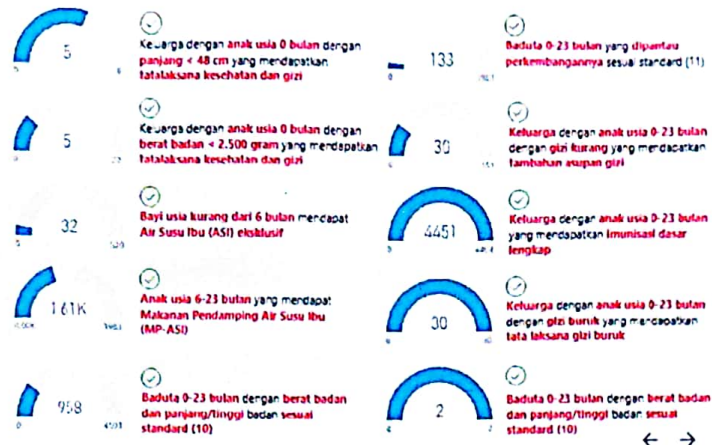 5
Keluarga dengan anak usia 0 bulan dengan
panjang < 48 cm yang mendapatkan
tatalaksana kesehatan dan gizi
5
Keluarga dengan anak usia 0 bulan dengan
berat badan < 2.500 gram yang mendapatkan
tatalaksana kesehatan dan gizi
32
Bayi usia kurang dari 6 bulan mendapat
Air Susu Ibu (ASI) eksklusif
1.61K
Anak usia 6-23 bulan yang mendapat
Makanan Pendamping Air Susu Ibu
(MP-ASI)
958
Baduta 0-23 bulan dengan berat badan
dan panjang/tinggi badan sesuai
standard (10)
133
Baduta 0-23 bulan yang dipantau
perkembangannya sesuai standard (11)
30
Keluarga dengan anak usia 0-23 bulan
dengan gizi kurang yang mendapatkan
tambahan asupan gizi
4451
Keluarga dengan anak usia 0-23 bulan
yang mendapatkan imunisasi dasar
lengkap
30
Keluarga dengan anak usia 0-23 bulan
dengan gizi buruk yang mendapatkan
tata laksana gizi buruk
2
Baduta 0-23 bulan dengan berat badan
dan panjang/tinggi badan sesuai
standard (10)